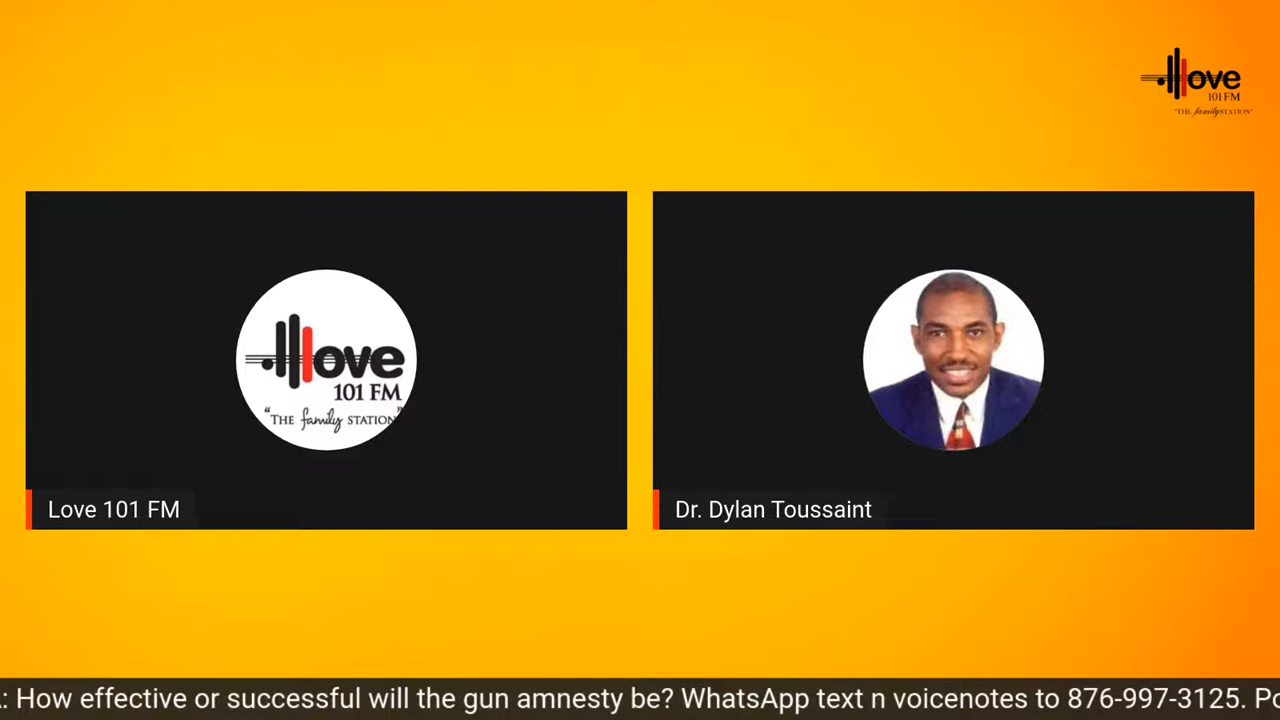 love
101 FM
"THE family STATION"
love
101 FM
"THE family STATION"
Love 101 FM
Dr. Dylan Toussaint
: How effective or successful will the gun amnesty be? WhatsApp text n voicenotes to 876-997-3125. Po